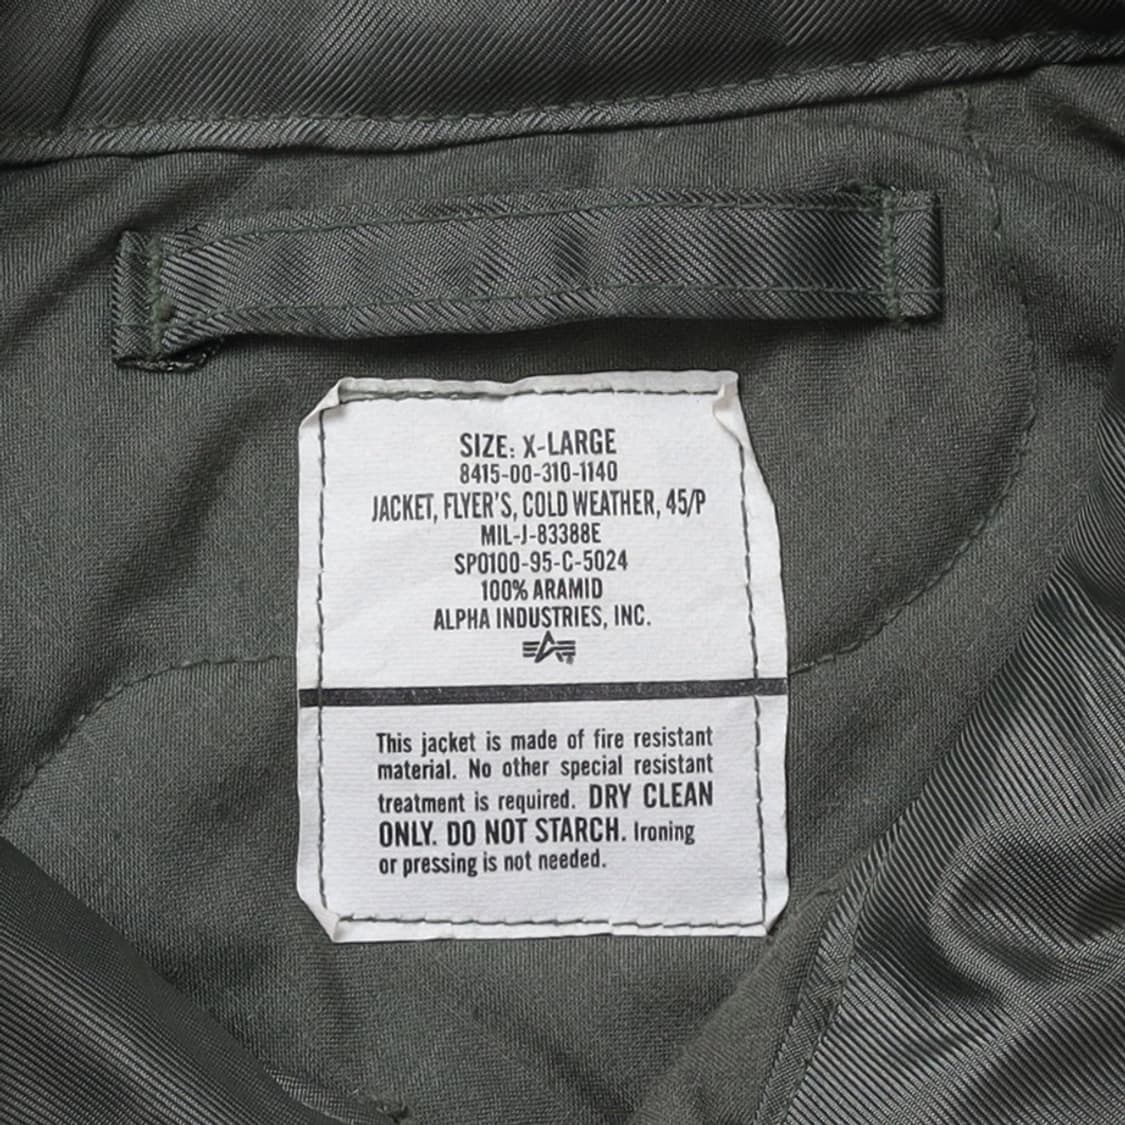 SIZE: X-LARGE
8415-00-310-1140
JACKET, FLYER'S, COLD WEATHER, 45/P
MIL-J-83388E
SPO100-95-C-5024
100% ARAMID
ALPHA INDUSTRIES, INC.
This jacket is made of fire resistant
material. No other special resistant
treatment is required. DRY CLEAN
ONLY. DO NOT STARCH. Ironing
or pressing is not needed.